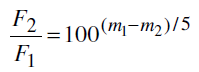 F₂/F₁ = 100^(m₁−m₂)/5